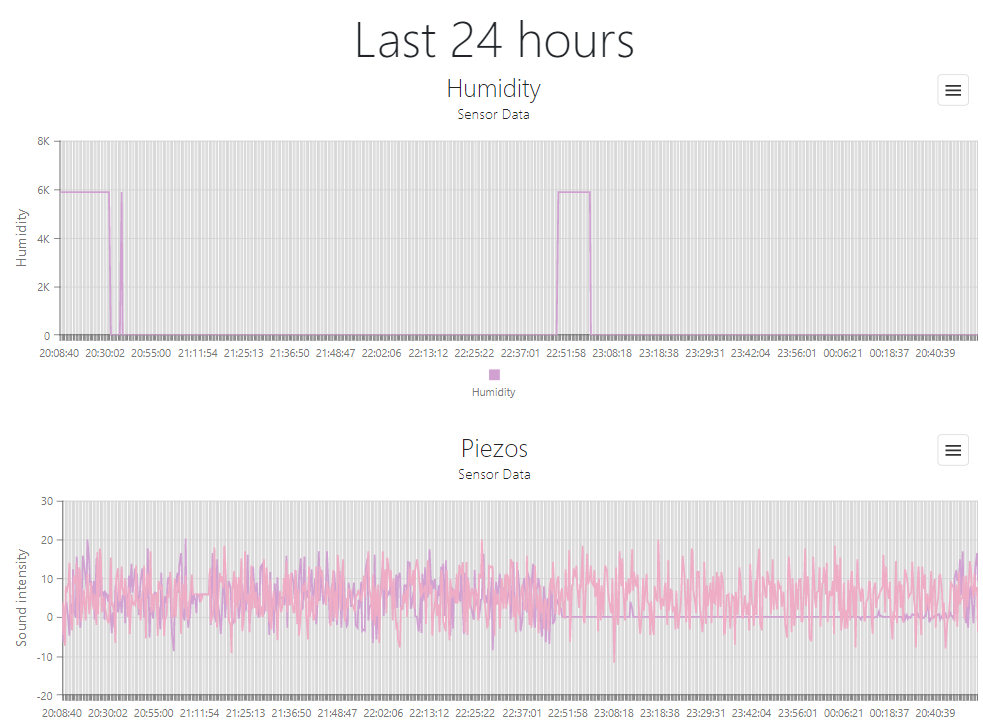 Last 24 hours
Humidity
Sensor Data
8K
6K
4K
2K
0
Humidity
20:08:40 20:30:02 20:55:00 21:11:54 21:25:13 21:36:50 21:48:47 22:02:06 22:13:12 22:25:22 22:37:01 22:51:58 23:08:18 23:18:38 23:29:31 23:42:04 23:56:01 00:06:21 00:18:37 20:40:39
Humidity
Piezos
Sensor Data
30
20
10
0
-10
-20
Sound intensity
20:08:40 20:30:02 20:55:00 21:11:54 21:25:13 21:36:50 21:48:47 22:02:06 22:13:12 22:25:22 22:37:01 22:51:58 23:08:18 23:18:38 23:29:31 23:42:04 23:56:01 00:06:21 00:18:37 20:40:39